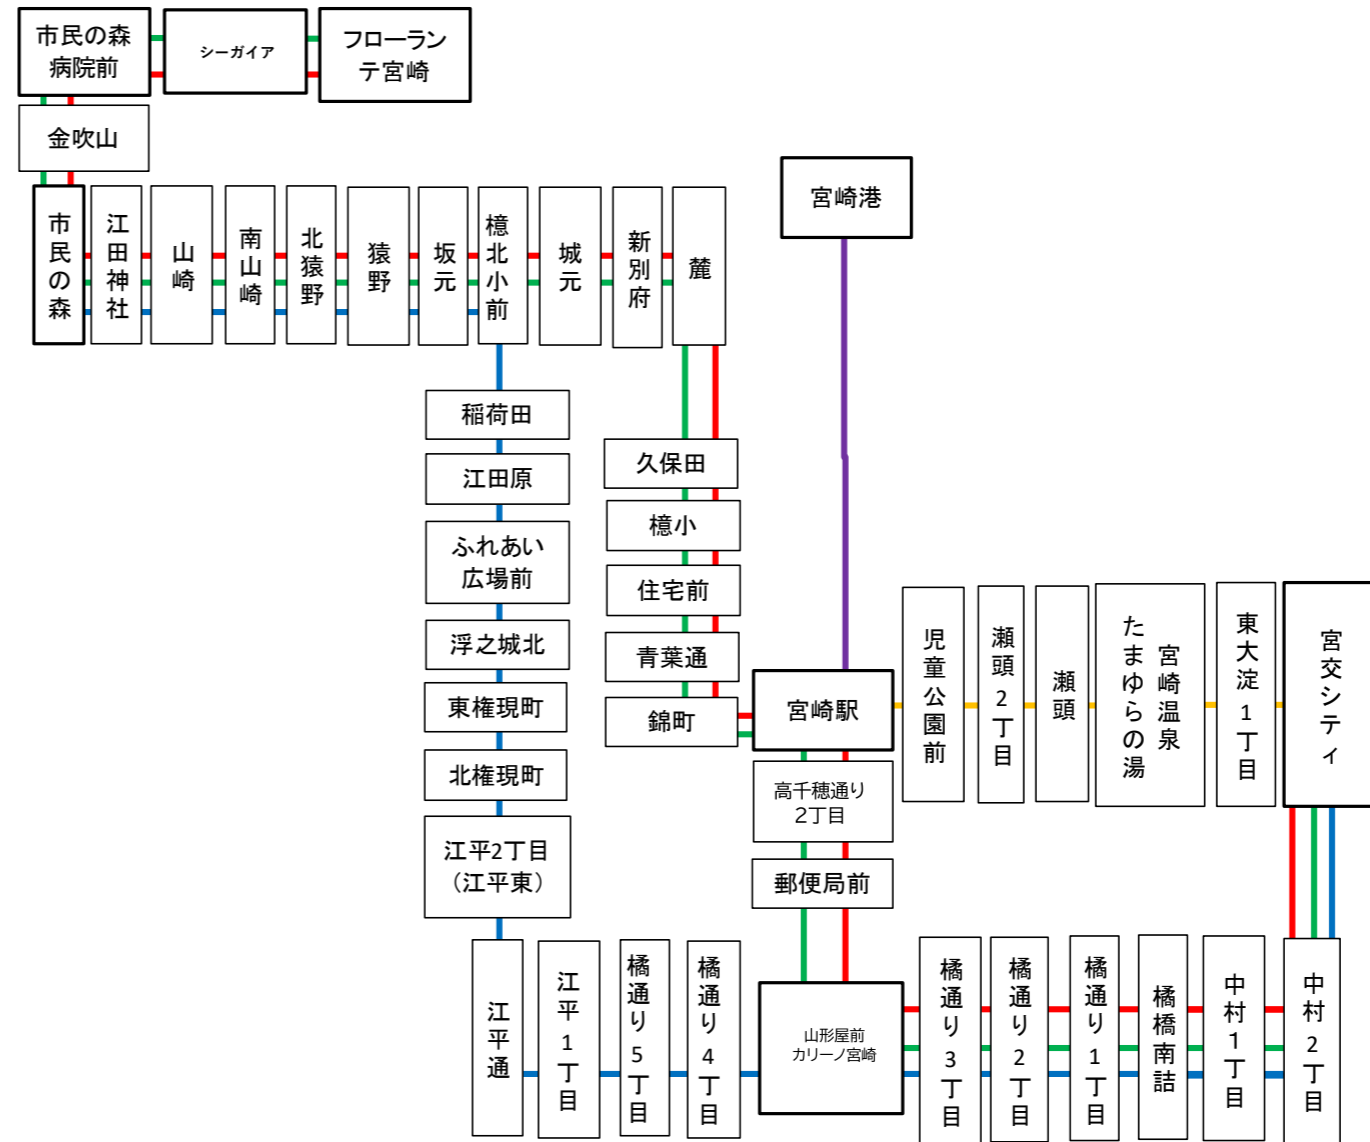 市民の森
病院前
シーガイア
フローラン
テ宮崎
金吹山
市民の森
江田神社
山崎
南山崎
北猿野
猿野
坂元
檍北小前
城元
新別府
麓
宮崎港
稲荷田
江田原
ふれあい
広場前
浮之城北
東権現町
北権現町
江平2丁目
（江平東）
久保田
檍小
住宅前
青葉通
錦町
宮崎駅
高千穂通り
2丁目
郵便局前
児童公園前
瀬頭2丁目
瀬頭
宮崎温泉
たまゆらの湯
東大淀1丁目
宮交シティ
江平通
江平1丁目
橘通り5丁目
橘通り4丁目
山形屋前
カリーノ宮崎
橘通り3丁目
橘通り2丁目
橘通り1丁目
橘橋南詰
中村1丁目
中村2丁目